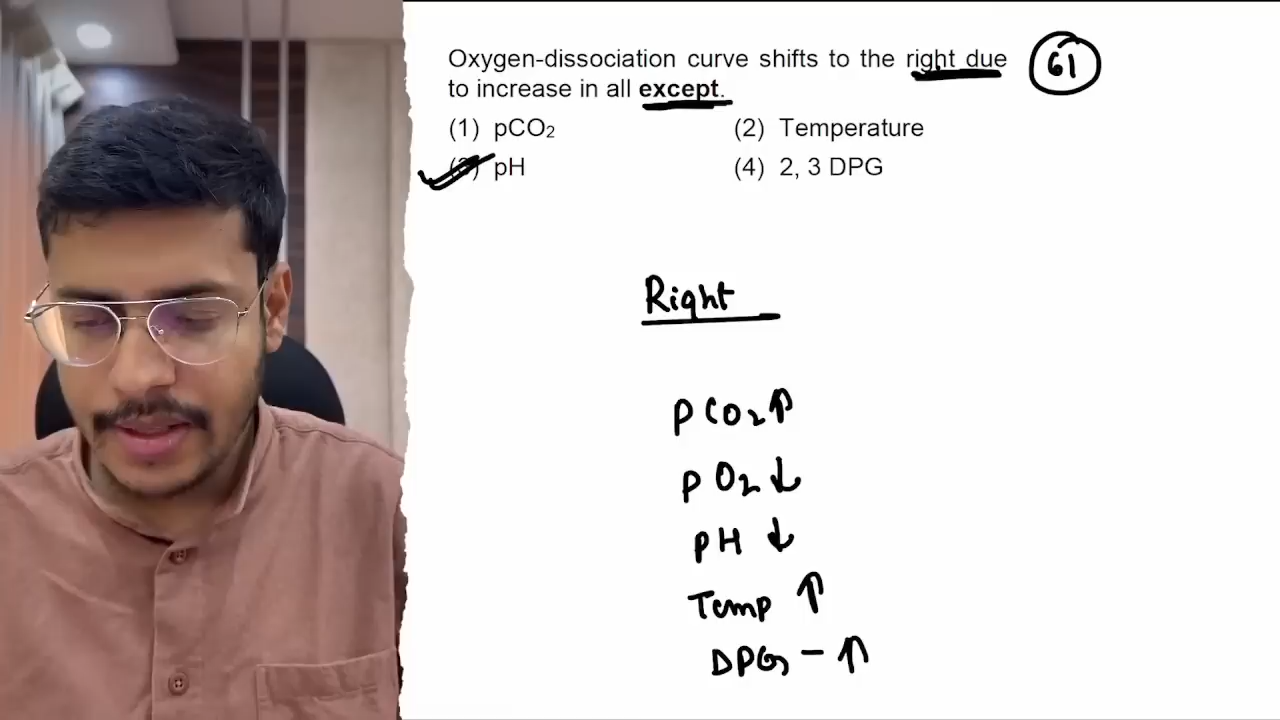 Oxygen-dissociation curve shifts to the right due
to increase in all except.
61
(1) pCO₂
(2) Temperature
(3) pH
(4) 2, 3 DPG
Right
pCO₂↑
pO₂↓
pH↓
Temp ↑
DPG – ↑